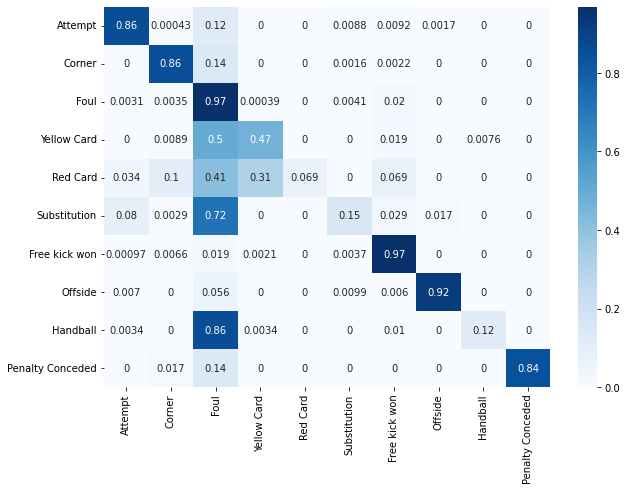 Attempt 0.86 0.00043 0.12 0 0 0.0088 0.0092 0.0017 0 0
Corner 0 0.86 0.14 0 0 0.0016 0.0022 0 0 0
Foul 0.0031 0.0035 0.97 0.00039 0 0.0041 0.02 0 0 0
Yellow Card 0 0.0089 0.5 0.47 0 0 0.019 0 0.0076 0
Red Card 0.034 0.1 0.41 0.31 0.069 0 0.069 0 0 0
Substitution 0.08 0.0029 0.72 0 0 0.15 0.029 0.017 0 0
Free kick won 0.00097 0.0066 0.019 0.0021 0 0.0037 0.97 0 0 0
Offside 0.007 0 0.056 0 0 0.0099 0.006 0.92 0 0
Handball 0.0034 0 0.86 0.0034 0 0 0.01 0 0.12 0
Penalty Conceded 0 0.017 0.14 0 0 0 0 0 0 0.84
Attempt
Corner
Foul
Yellow Card
Red Card
Substitution
Free kick won
Offside
Handball
Penalty Conceded
0.8
0.6
0.4
0.2
0.0